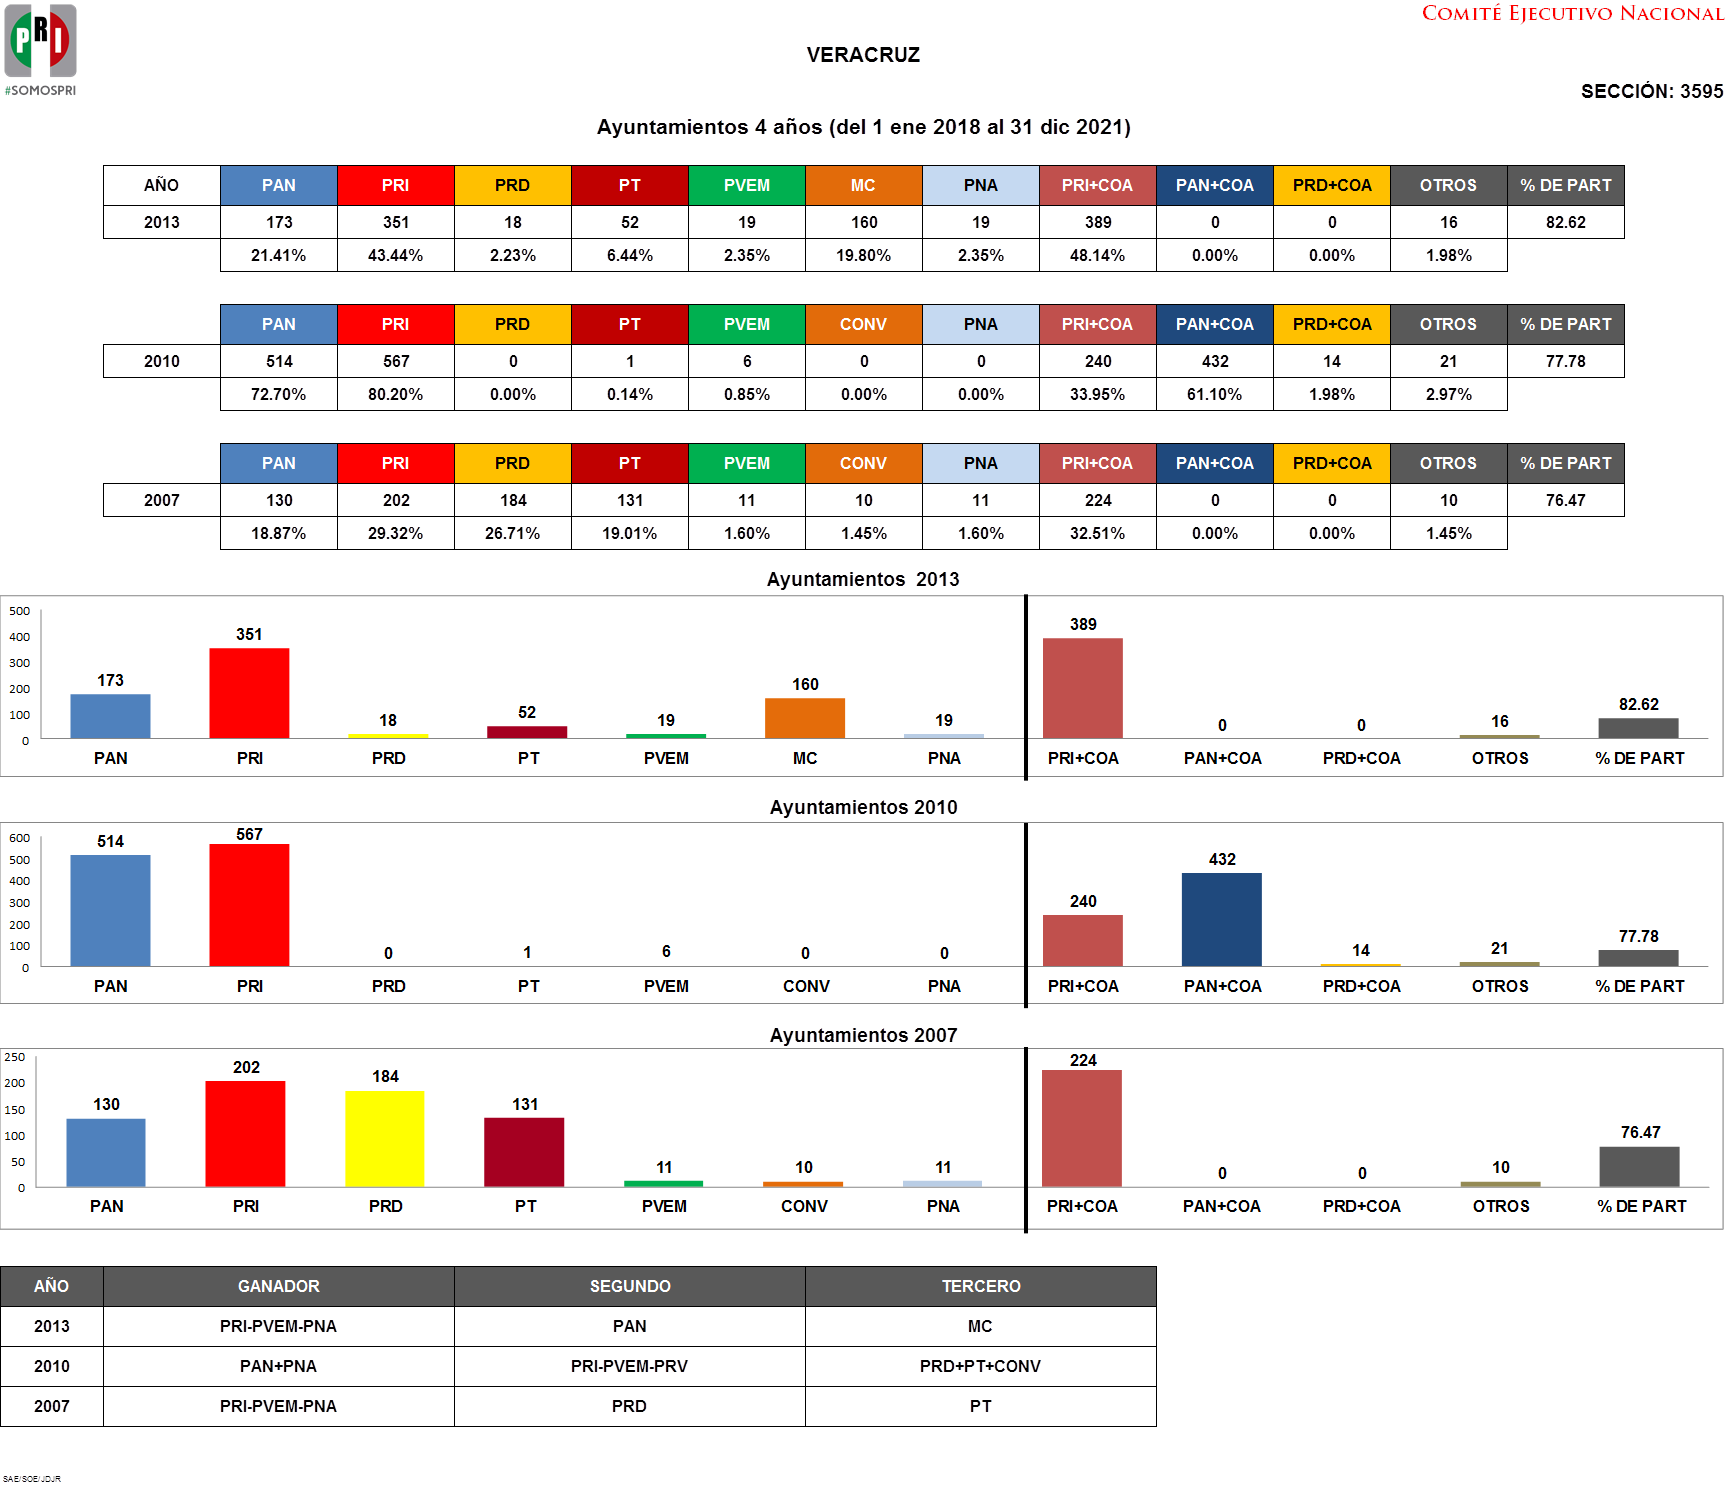 COMITÉ EJECUTIVO NACIONAL
PRI
#SOMOSPRI
VERACRUZ
SECCIÓN: 3595
Ayuntamientos 4 años (del 1 ene 2018 al 31 dic 2021)
AÑO PAN PRI PRD PT PVEM MC PNA PRI+COA PAN+COA PRD+COA OTROS % DE PART
2013 173 351 18 52 19 160 19 389 0 0 16 82.62
21.41% 43.44% 2.23% 6.44% 2.35% 19.80% 2.35% 48.14% 0.00% 0.00% 1.98%
PAN PRI PRD PT PVEM CONV PNA PRI+COA PAN+COA PRD+COA OTROS % DE PART
2010 514 567 0 1 6 0 0 240 432 14 21 77.78
72.70% 80.20% 0.00% 0.14% 0.85% 0.00% 0.00% 33.95% 61.10% 1.98% 2.97%
PAN PRI PRD PT PVEM CONV PNA PRI+COA PAN+COA PRD+COA OTROS % DE PART
2007 130 202 184 131 11 10 11 224 0 0 10 76.47
18.87% 29.32% 26.71% 19.01% 1.60% 1.45% 1.60% 32.51% 0.00% 0.00% 1.45%
Ayuntamientos 2013
500
400
300
200
100
0
173 351 18 52 19 160 19 389 0 0 16 82.62
PAN PRI PRD PT PVEM MC PNA PRI+COA PAN+COA PRD+COA OTROS % DE PART
Ayuntamientos 2010
600
500
400
300
200
100
0
514 567 0 1 6 0 0 240 432 14 21 77.78
PAN PRI PRD PT PVEM CONV PNA PRI+COA PAN+COA PRD+COA OTROS % DE PART
Ayuntamientos 2007
250
200
150
100
50
0
130 202 184 131 11 10 11 224 0 0 10 76.47
PAN PRI PRD PT PVEM CONV PNA PRI+COA PAN+COA PRD+COA OTROS % DE PART
AÑO GANADOR SEGUNDO TERCERO
2013 PRI-PVEM-PNA PAN MC
2010 PAN+PNA PRI-PVEM-PRV PRD+PT+CONV
2007 PRI-PVEM-PNA PRD PT
SAE/SOE/JDJR